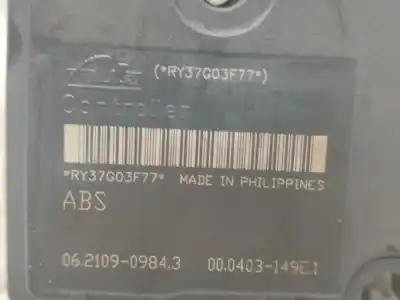 (*RY37G03F77*)
Controller
*RY37G03F77* MADE IN PHILIPPINES
ABS
06.2109-0984.3 00.0403-149E.1